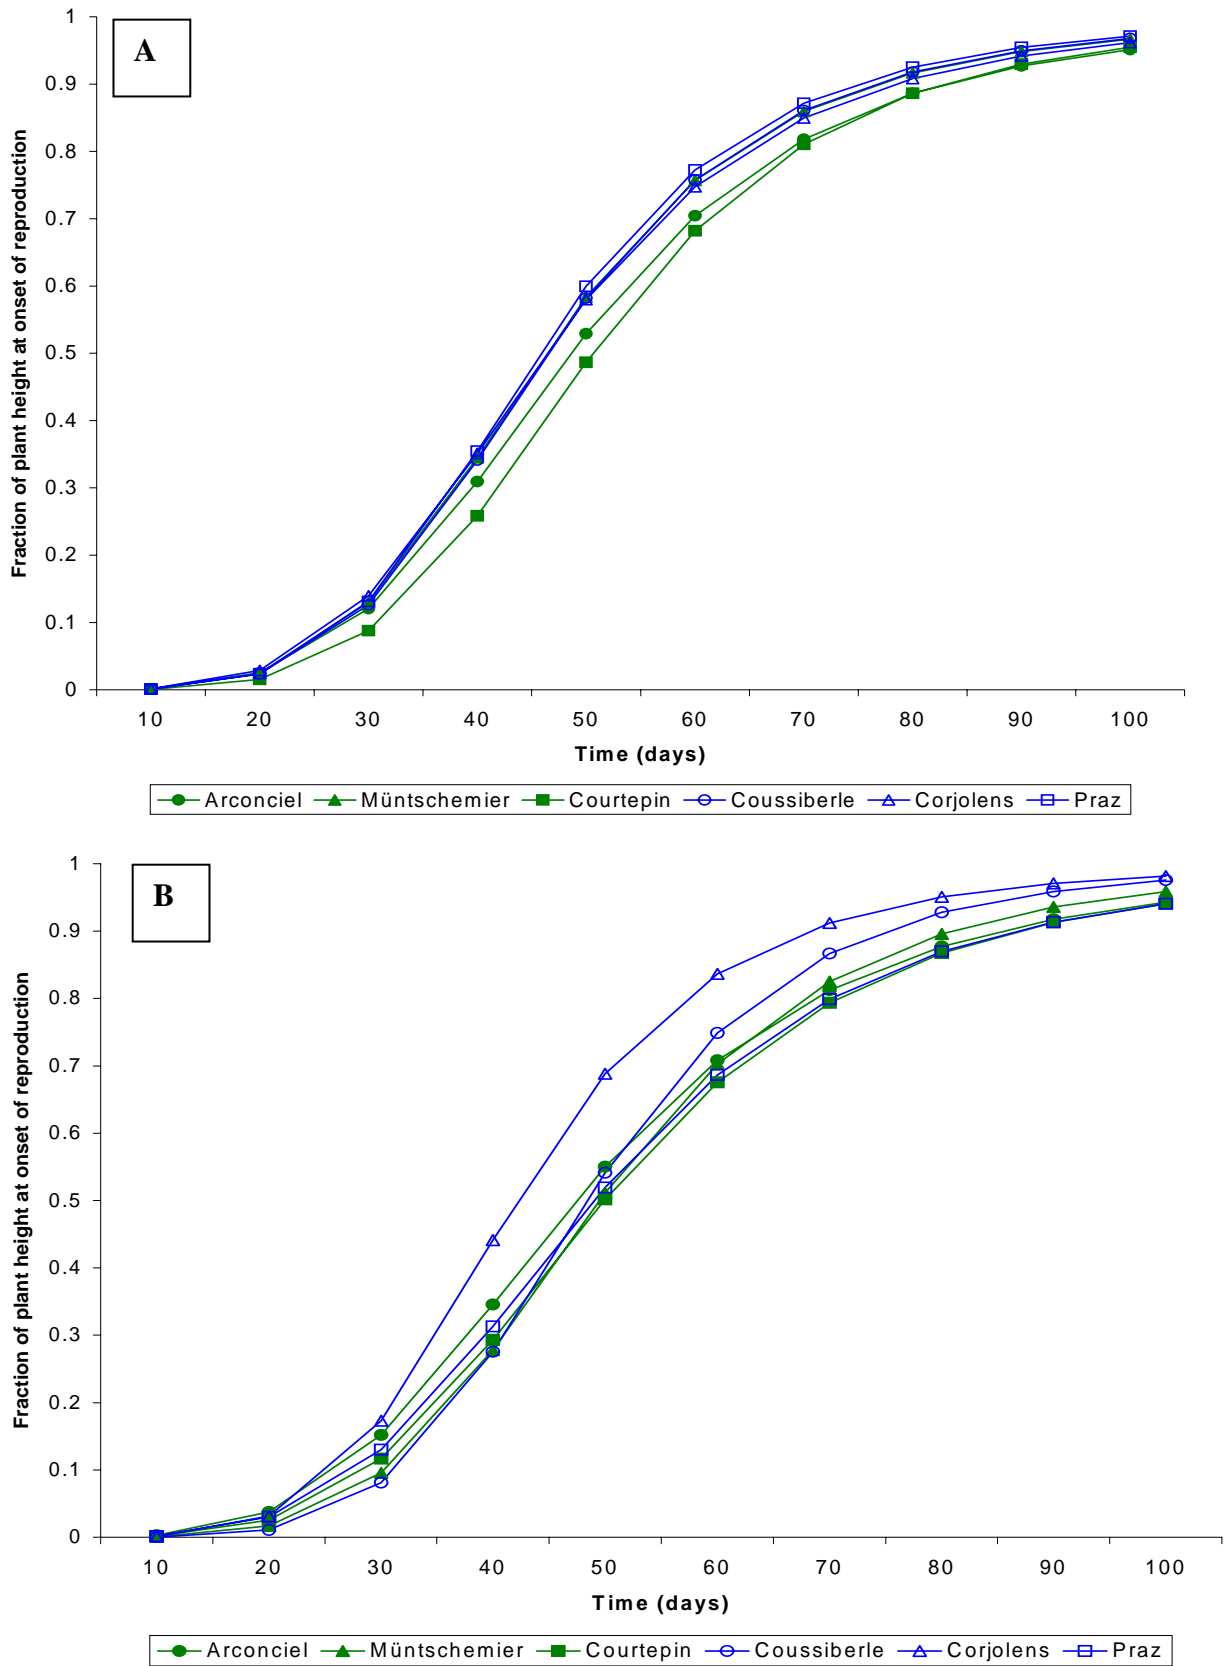 A
Fraction of plant height at onset of reproduction
1
0.9
0.8
0.7
0.6
0.5
0.4
0.3
0.2
0.1
0
10 20 30 40 50 60 70 80 90 100
Time (days)
Arconciel Müntschemier Courtepin Coussiberle Corjolens Praz
B
Fraction of plant height at onset of reproduction
1
0.9
0.8
0.7
0.6
0.5
0.4
0.3
0.2
0.1
0
10 20 30 40 50 60 70 80 90 100
Time (days)
Arconciel Müntschemier Courtepin Coussiberle Corjolens Praz